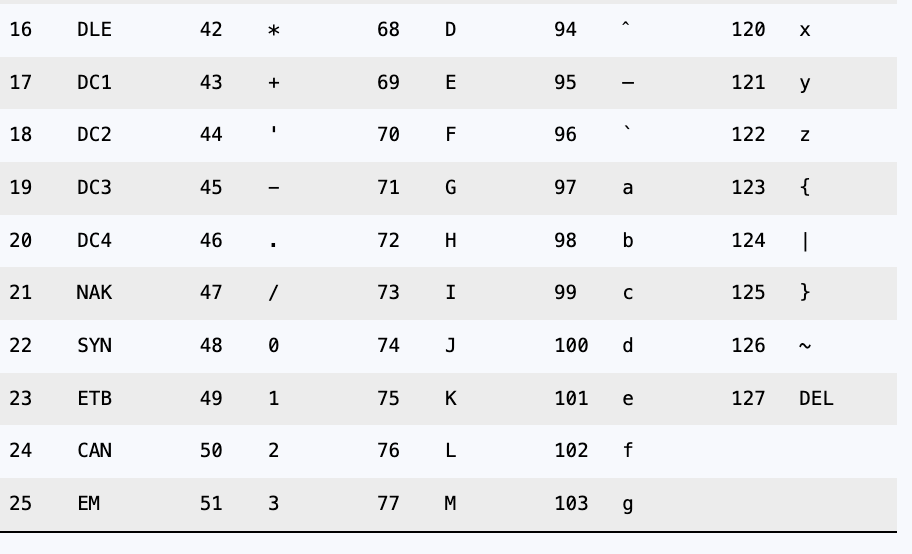 16 DLE 42 * 68 D 94 ^ 120 x
17 DC1 43 + 69 E 95 – 121 y
18 DC2 44 ' 70 F 96 ` 122 z
19 DC3 45 – 71 G 97 a 123 {
20 DC4 46 . 72 H 98 b 124 |
21 NAK 47 / 73 I 99 c 125 }
22 SYN 48 0 74 J 100 d 126 ~
23 ETB 49 1 75 K 101 e 127 DEL
24 CAN 50 2 76 L 102 f
25 EM 51 3 77 M 103 g